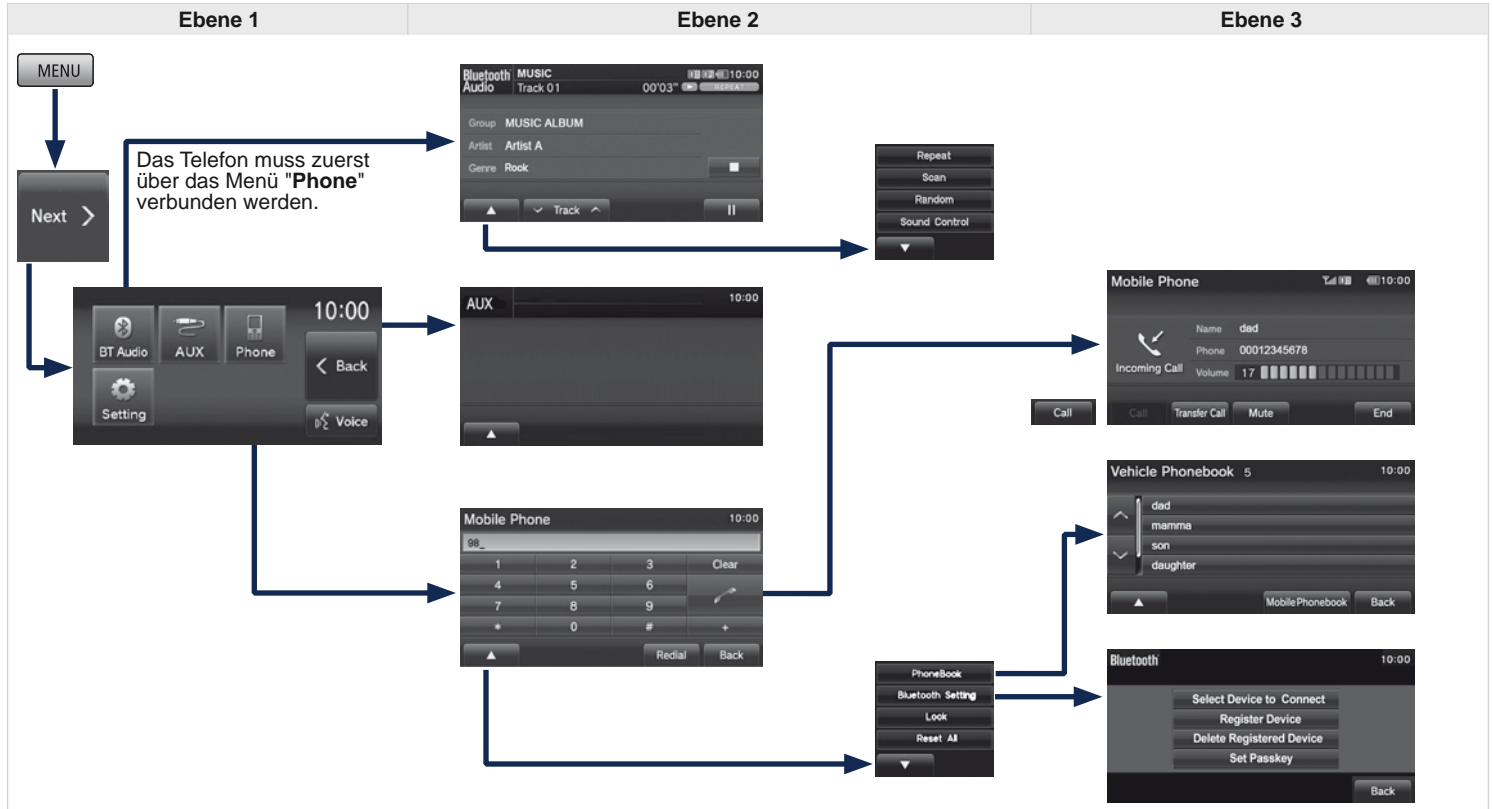 Ebene 1
Ebene 2
Ebene 3
MENU
Next
Das Telefon muss zuerst
über das Menü "Phone"
verbunden werden.
10:00
BT Audio AUX Phone
Back
Setting
Voice
Bluetooth Audio MUSIC 10:00
Track 01 00'03" REPEAT
Group MUSIC ALBUM
Artist Artist A
Genre Rock
Track
Repeat
Scan
Random
Sound Control
AUX 10:00
Mobile Phone 10:00
98_
1 2 3 Clear
4 5 6
7 8 9
* 0 # +
Redial Back
PhoneBook
Bluetooth Setting
Lock
Reset All
Call
Mobile Phone 10:00
Name dad
Phone 00012345678
Incoming Call Volume 17
Call Transfer Call Mute End
Vehicle Phonebook 5 10:00
dad
mamma
son
daughter
Mobile Phonebook Back
Bluetooth 10:00
Select Device to Connect
Register Device
Delete Registered Device
Set Passkey
Back